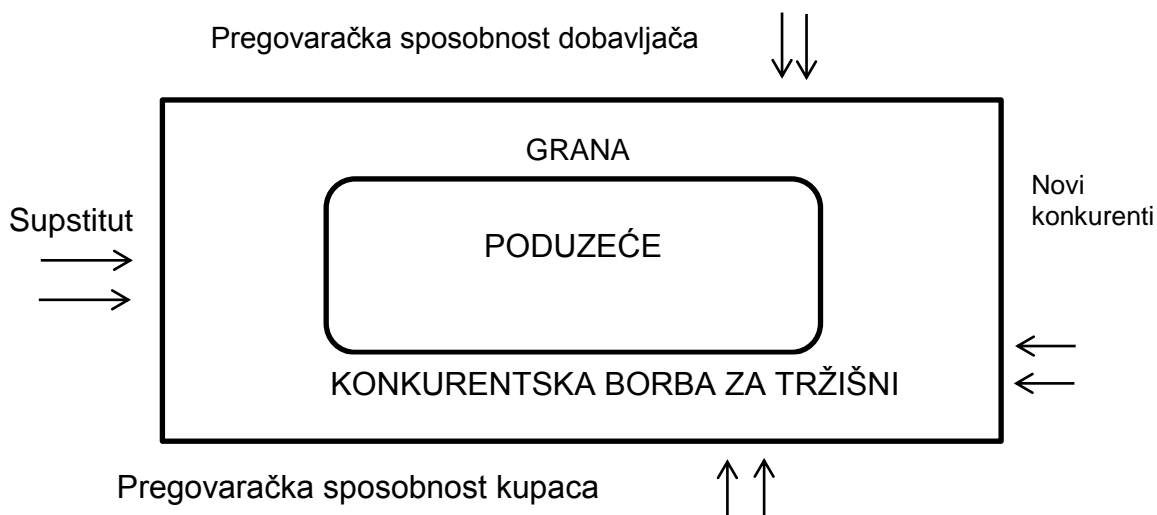 Pregovaračka sposobnost dobavljača
GRANA
Novi
konkurenti
Supstitut
PODUZEĆE
KONKURENTSKA BORBA ZA TRŽIŠNI
Pregovaračka sposobnost kupaca